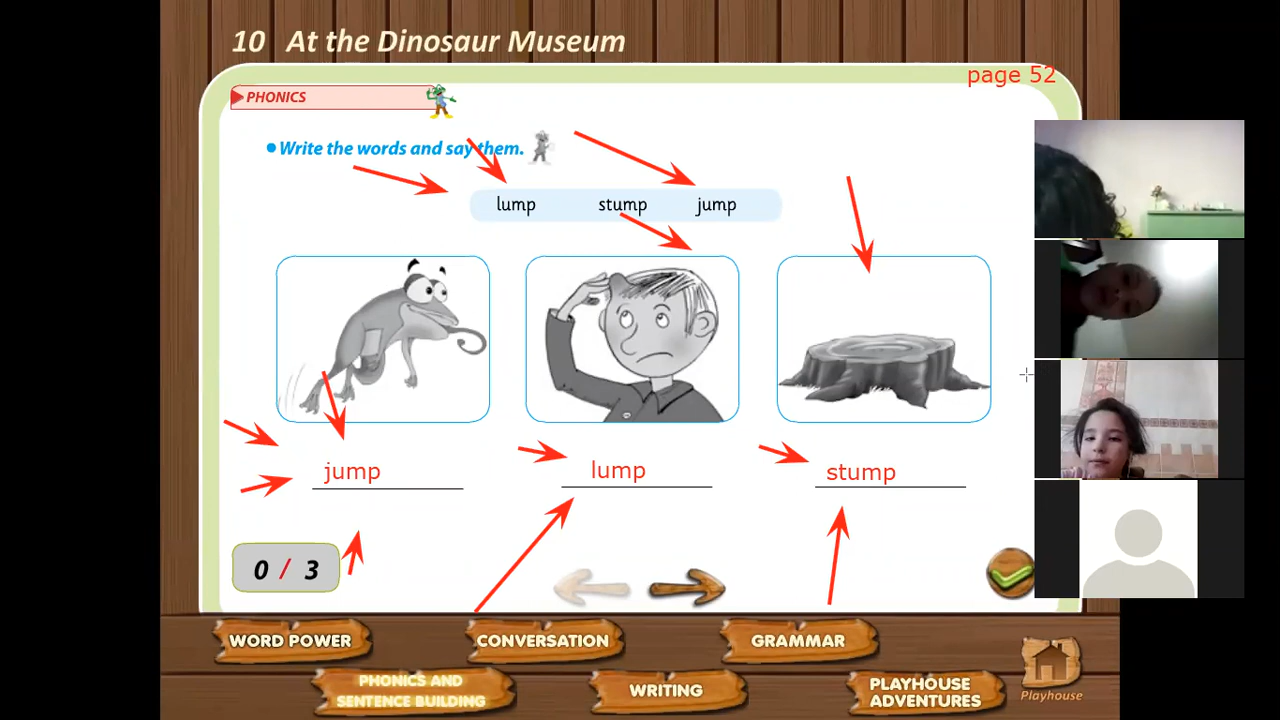 10 At the Dinosaur Museum
page 52
PHONICS
Write the words and say them.
lump stump jump
jump lump stump
0 / 3
WORD POWER CONVERSATION GRAMMAR
PHONICS AND SENTENCE BUILDING WRITING PLAYHOUSE ADVENTURES
Playhouse